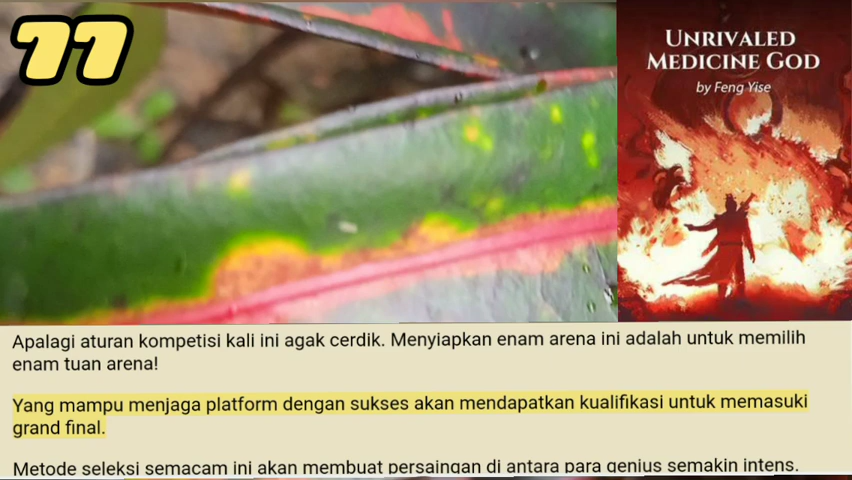 77
UNRIVALED
MEDICINE GOD
by Feng Yise
Apalagi aturan kompetisi kali ini agak cerdik. Menyiapkan enam arena ini adalah untuk memilih
enam tuan arena!
Yang mampu menjaga platform dengan sukses akan mendapatkan kualifikasi untuk memasuki
grand final.
Metode seleksi semacam ini akan membuat persaingan di antara para genius semakin intens.